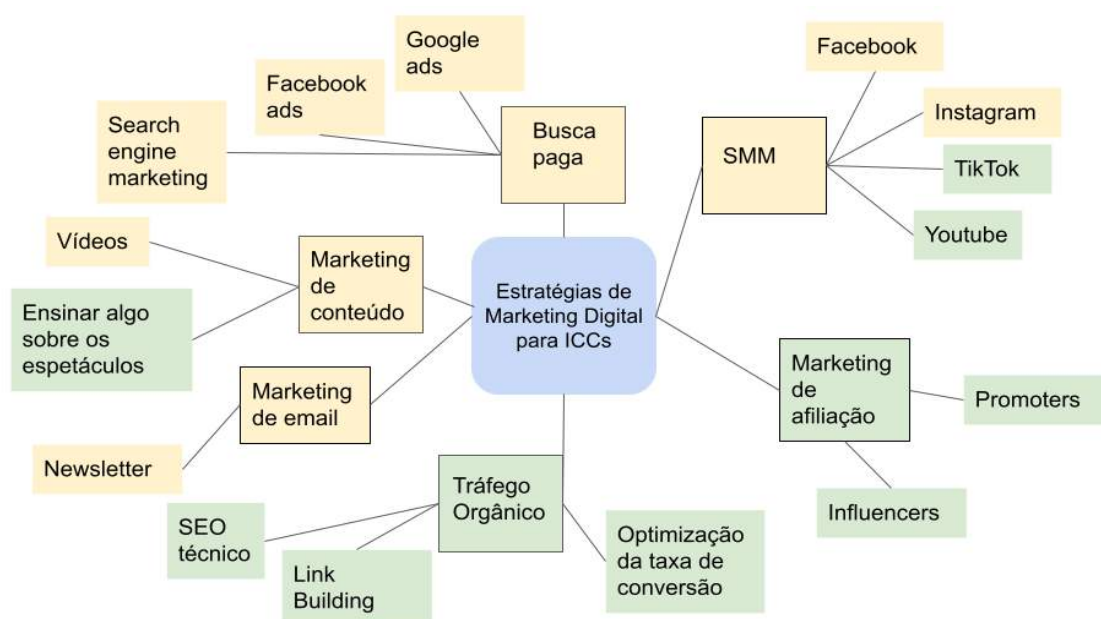 Google
ads
Facebook
ads
Search
engine
marketing
Busca
paga
Facebook
SMM
Instagram
TikTok
Youtube
Vídeos
Marketing
de
conteúdo
Ensinar algo
sobre os
espetáculos
Estratégias de
Marketing Digital
para ICCs
Marketing
de email
Newsletter
Marketing
de
afiliação
Promoters
Influencers
Tráfego
Orgânico
SEO
técnico
Link
Building
Optimização
da taxa de
conversão